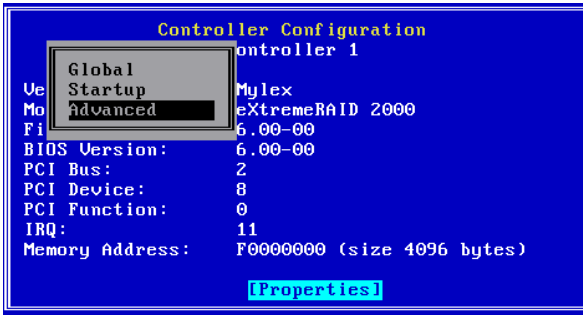 Controller Configuration
ontroller 1
Global
Startup
Advanced
Ve Mylex
Mo eXtremeRAID 2000
Fi 6.00-00
BIOS Version: 6.00-00
PCI Bus: 2
PCI Device: 8
PCI Function: 0
IRQ: 11
Memory Address: F0000000 (size 4096 bytes)
[Properties]